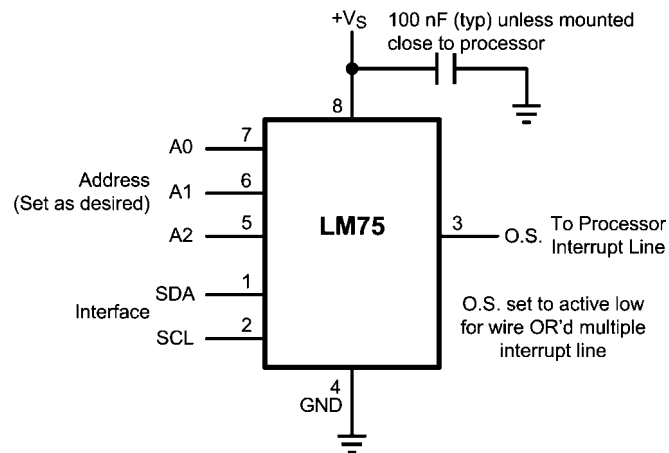 +VS
100 nF (typ) unless mounted
close to processor
8
A0
7
Address
(Set as desired)
A1
6
A2
5
LM75
3
O.S.
To Processor
Interrupt Line
SDA
1
Interface
SCL
2
O.S. set to active low
for wire OR'd multiple
interrupt line
4
GND